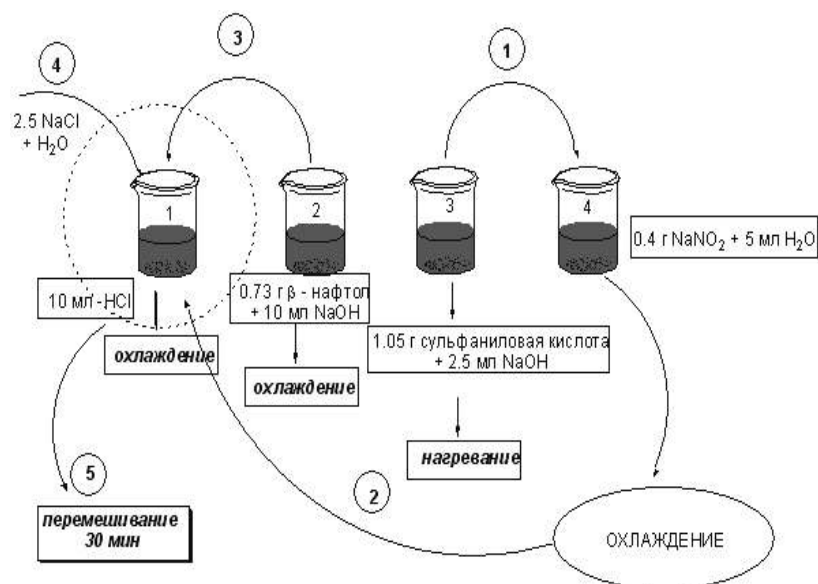 3
1
4
2.5 NaCl
+ H₂O
1
2
3
4
0.4 г NaNO₂ + 5 мл H₂O
10 мл -HCl
0.73 г β - нафтол
+ 10 мл NaOH
1.05 г сульфаниловая кислота
+ 2.5 мл NaOH
охлаждение
охлаждение
нагревание
5
2
перемешивание
30 мин
ОХЛАЖДЕНИЕ